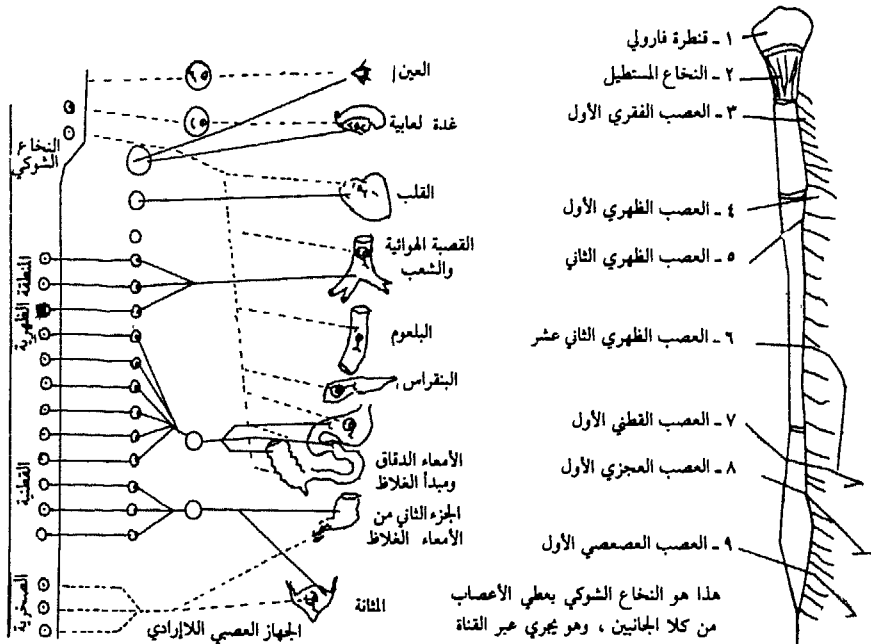 ١ ـ قنطرة فارولي
٢ ـ النخاع المستطيل
٣ ـ العصب الفقري الأول
٤ ـ العصب الظهري الأول
٥ ـ العصب الظهري الثاني
٦ ـ العصب الظهري الثاني عشر
٧ ـ العصب القطني الأول
٨ ـ العصب العجزي الأول
٩ ـ العصب العصعصي الأول
هذا هو النخاع الشوكي يعطي الأعصاب
من كلا الجانبين ، وهو يجري عبر القناة
العين
غدة لعابية
القلب
القصبة الهوائية
والشعب
البلعوم
البنقراس
الأمعاء الدقاق
ومبدأ الغلاظ
الجزء الثاني من
الأمعاء الغلاظ
المثانة
الجهاز العصبي اللاإرادي
النخاع
الشوكي
المنطقة الظهرية
القطنية
الصخرية